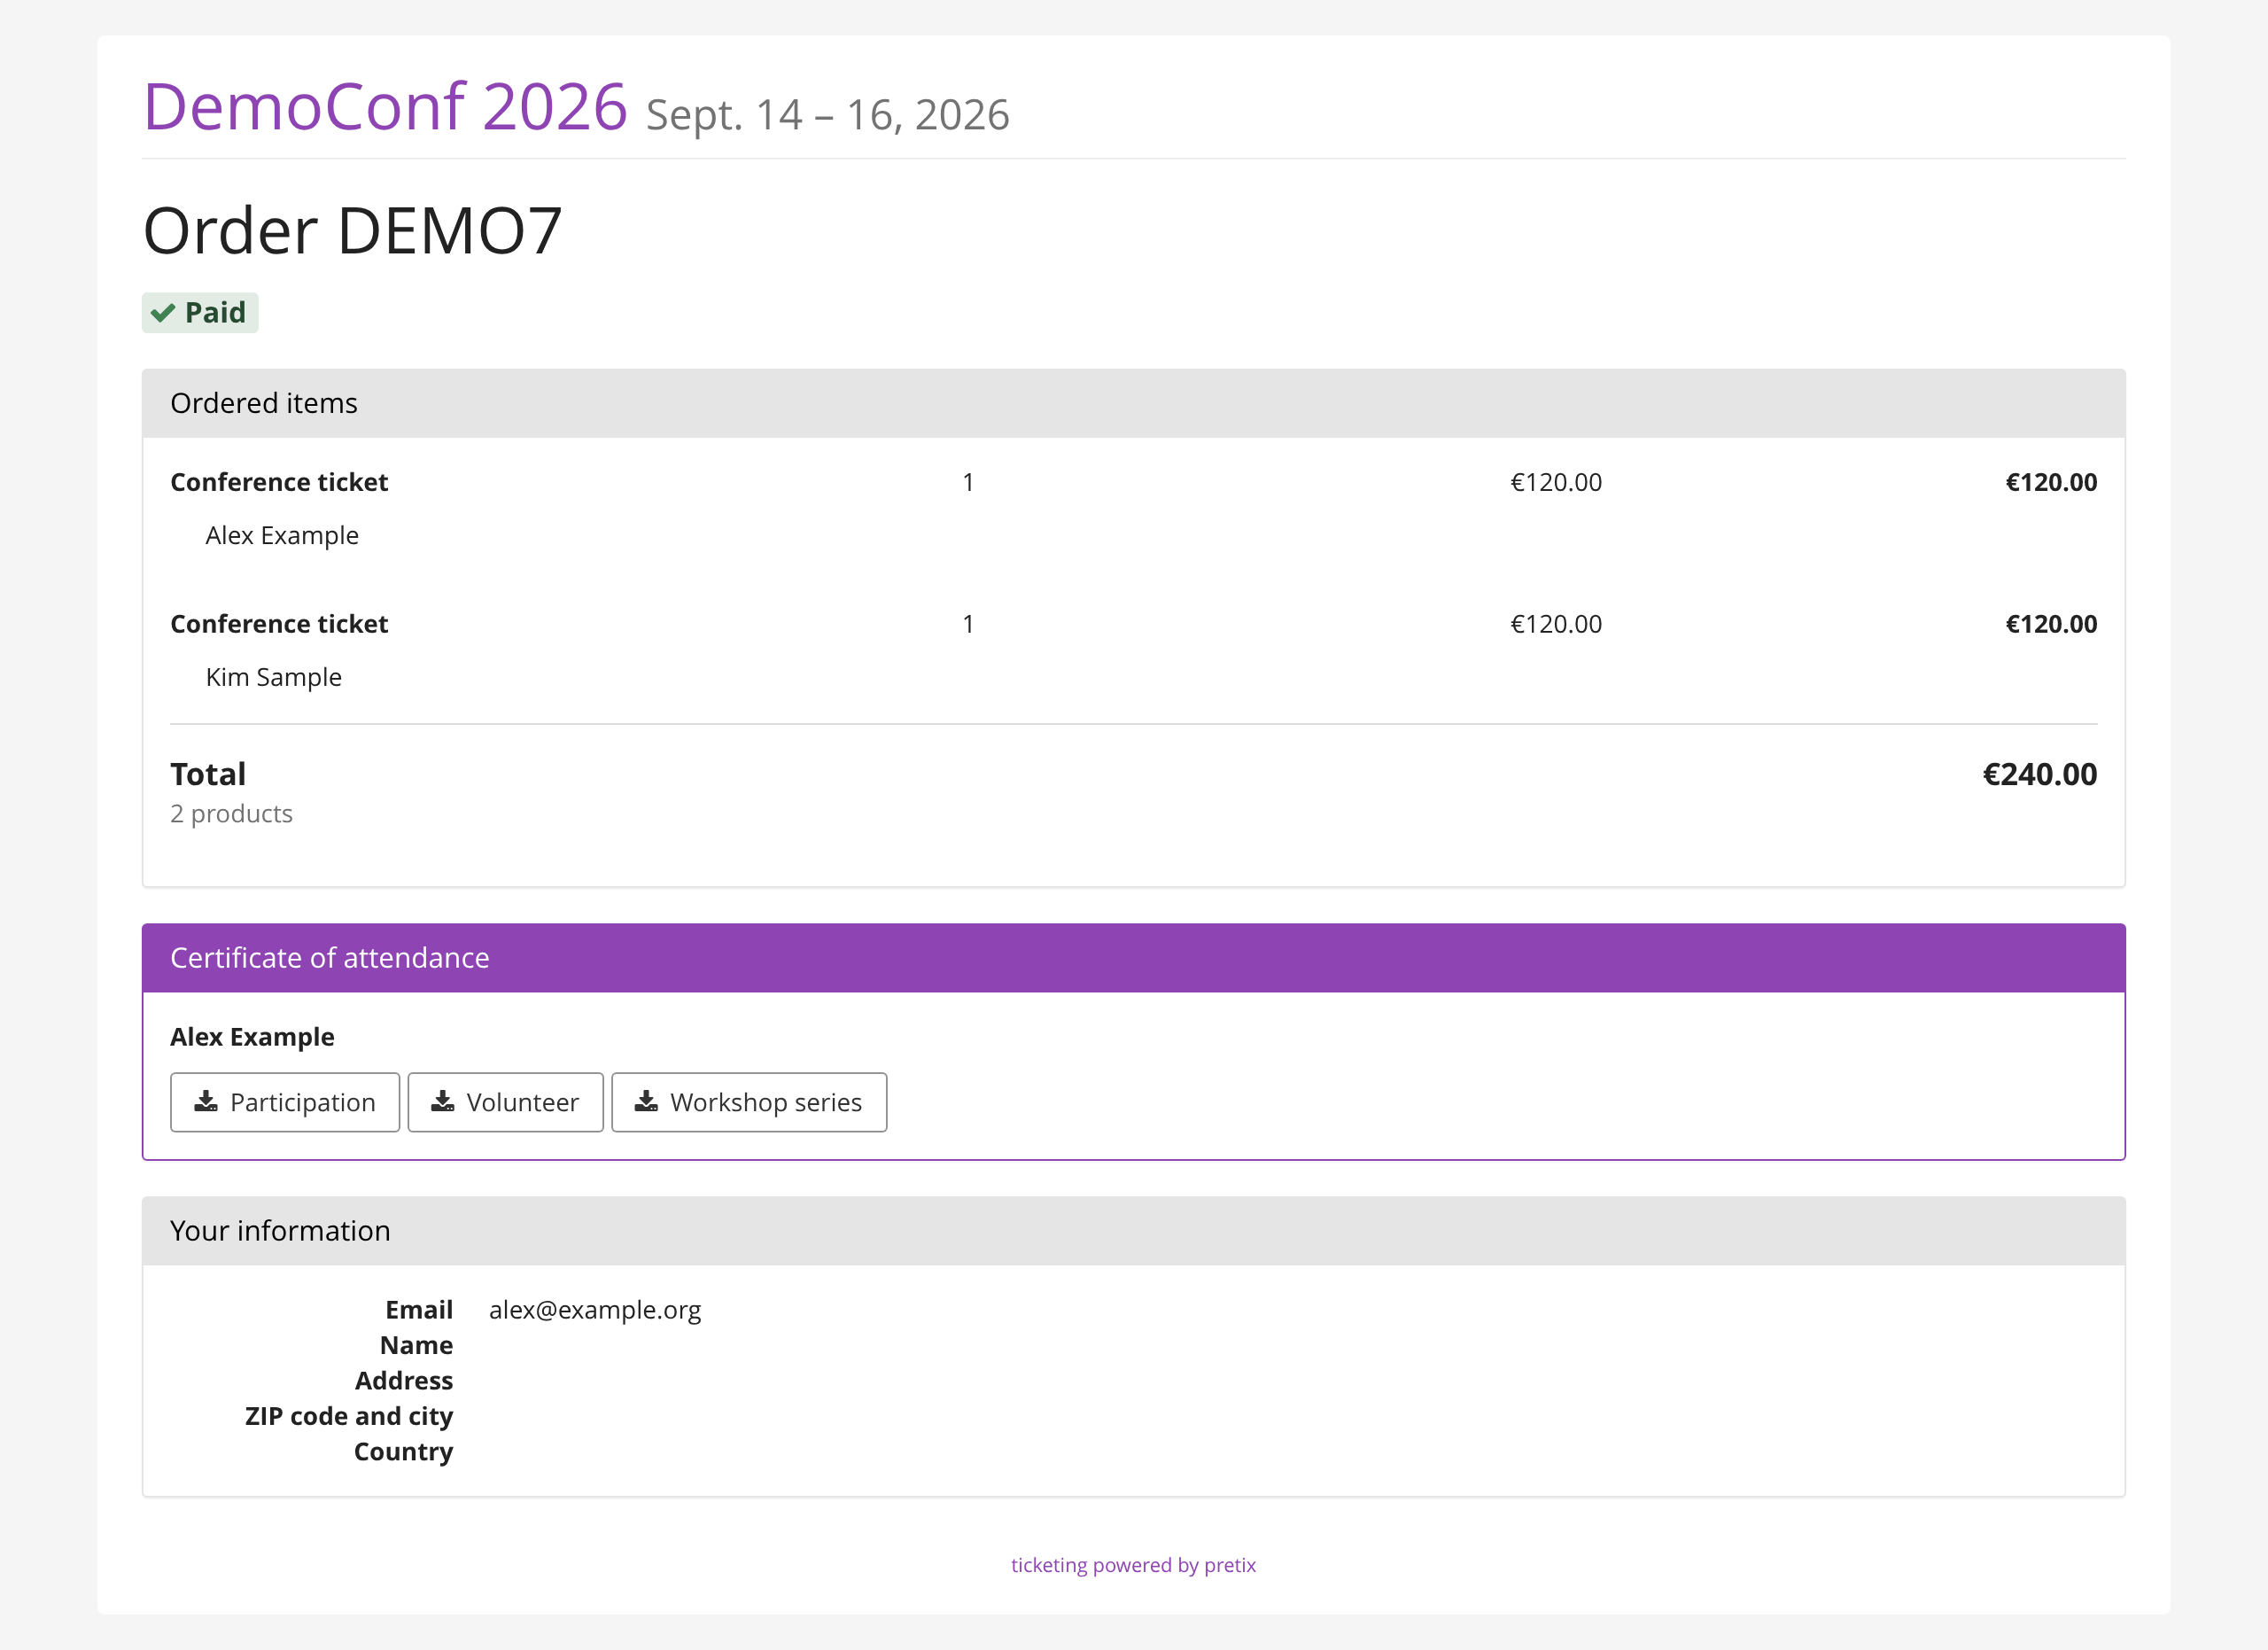 DemoConf 2026 Sept. 14 – 16, 2026
Order DEMO7
Paid
Ordered items
Conference ticket 1 €120.00 €120.00
Alex Example
Conference ticket 1 €120.00 €120.00
Kim Sample
Total €240.00
2 products
Certificate of attendance
Alex Example
Participation Volunteer Workshop series
Your information
Email alex@example.org
Name
Address
ZIP code and city
Country
ticketing powered by pretix